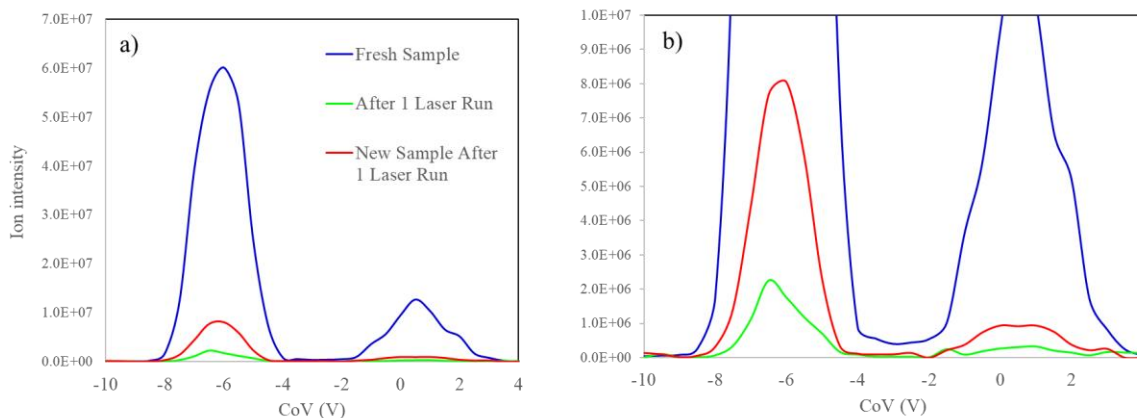 a)
7.0E+07
6.0E+07
5.0E+07
4.0E+07
3.0E+07
2.0E+07
1.0E+07
0.0E+00
Ion intensity
Fresh Sample
After 1 Laser Run
New Sample After
1 Laser Run
-10 -8 -6 -4 -2 0 2 4
CoV (V)
b)
1.0E+07
9.0E+06
8.0E+06
7.0E+06
6.0E+06
5.0E+06
4.0E+06
3.0E+06
2.0E+06
1.0E+06
0.0E+00
-10 -8 -6 -4 -2 0 2
CoV (V)